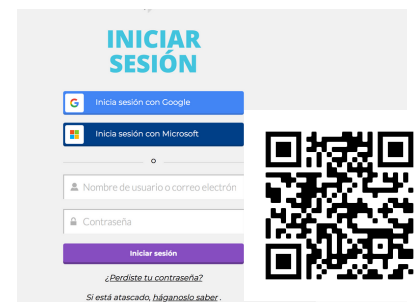 INICIAR
SESIÓN
Inicia sesión con Google
Inicia sesión con Microsoft
o
Nombre de usuario o correo electrón
Contraseña
Iniciar sesión
¿Perdiste tu contraseña?
Si está atascado, háganoslo saber .